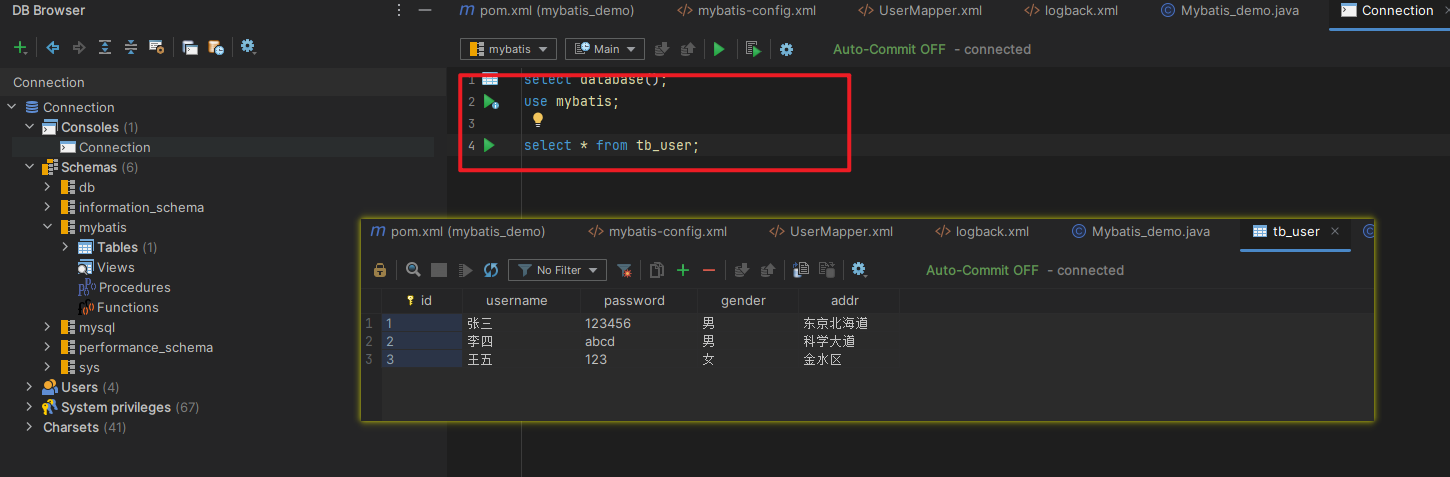 DB Browser
pom.xml (mybatis_demo)
mybatis-config.xml
UserMapper.xml
logback.xml
Mybatis_demo.java
Connection
mybatis
Main
Auto-Commit OFF - connected
Connection
Connection
Consoles (1)
Connection
Schemas (6)
db
information_schema
mybatis
Tables (1)
Views
Procedures
Functions
mysql
performance_schema
sys
Users (4)
System privileges (67)
Charsets (41)
1 select database();
2 use mybatis;
3
4 select * from tb_user;
pom.xml (mybatis_demo)
mybatis-config.xml
UserMapper.xml
logback.xml
Mybatis_demo.java
tb_user
No Filter
Auto-Commit OFF - connected
id username password gender addr
1 1 张三 123456 男 东京北海道
2 2 李四 abcd 男 科学大道
3 3 王五 123 女 金水区